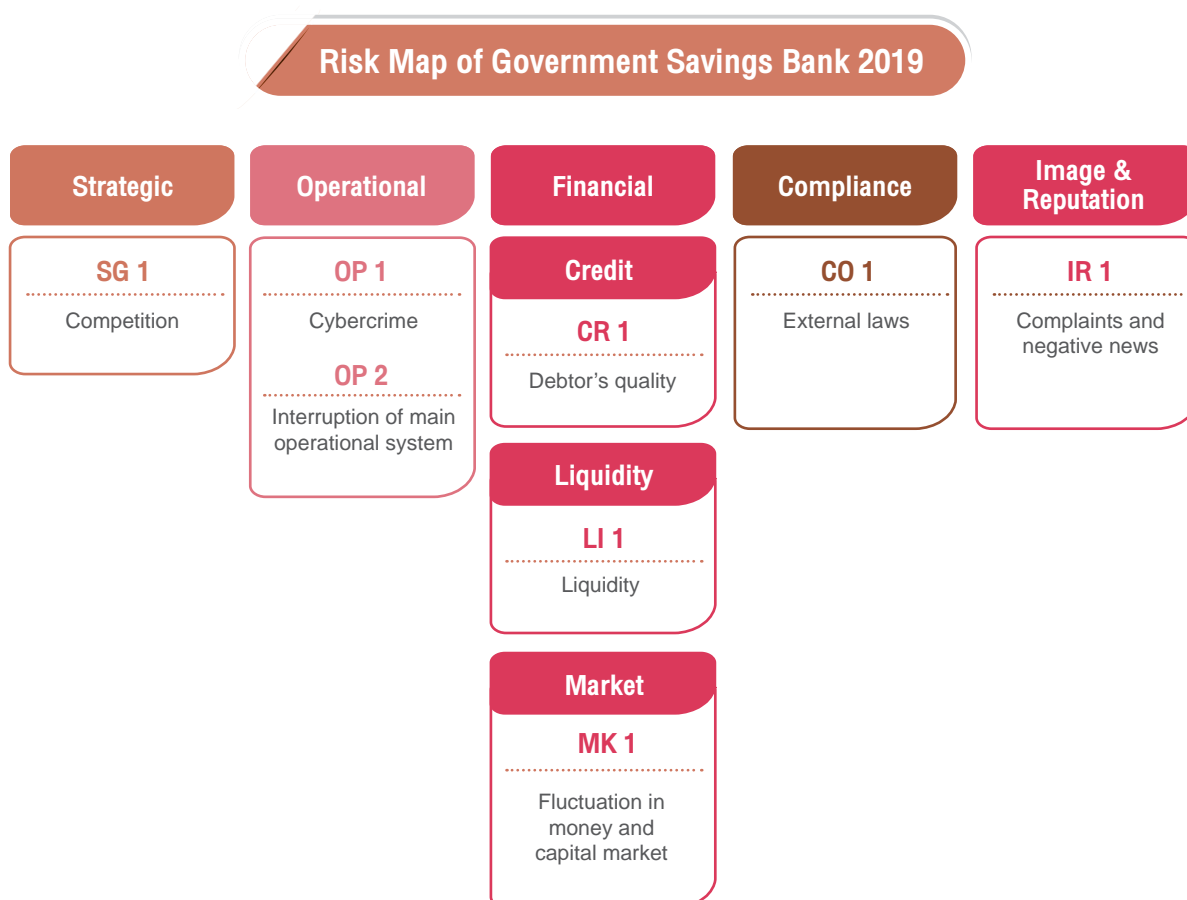 Risk Map of Government Savings Bank 2019
Strategic
SG 1
Competition
Operational
OP 1
Cybercrime
OP 2
Interruption of main
operational system
Financial
Credit
CR 1
Debtor’s quality
Liquidity
LI 1
Liquidity
Market
MK 1
Fluctuation in
money and
capital market
Compliance
CO 1
External laws
Image &
Reputation
IR 1
Complaints and
negative news